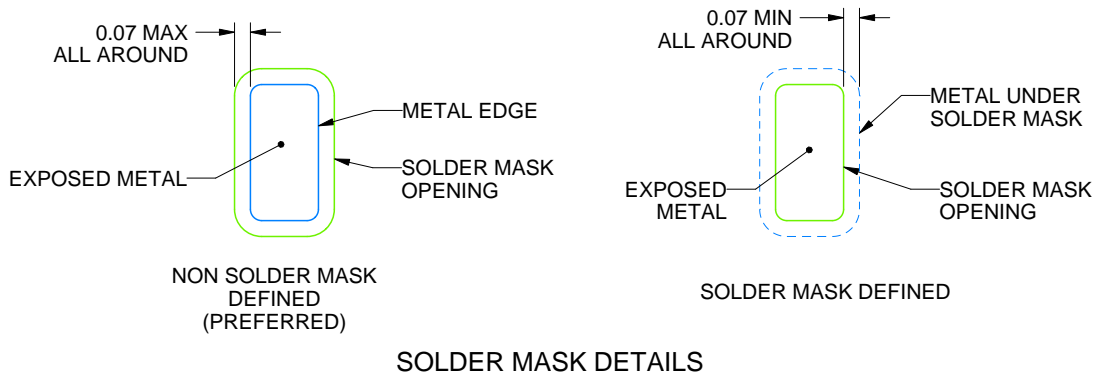 0.07 MAX
ALL AROUND
METAL EDGE
EXPOSED METAL
SOLDER MASK
OPENING
NON SOLDER MASK
DEFINED
(PREFERRED)
0.07 MIN
ALL AROUND
METAL UNDER
SOLDER MASK
EXPOSED
METAL
SOLDER MASK
OPENING
SOLDER MASK DEFINED
SOLDER MASK DETAILS